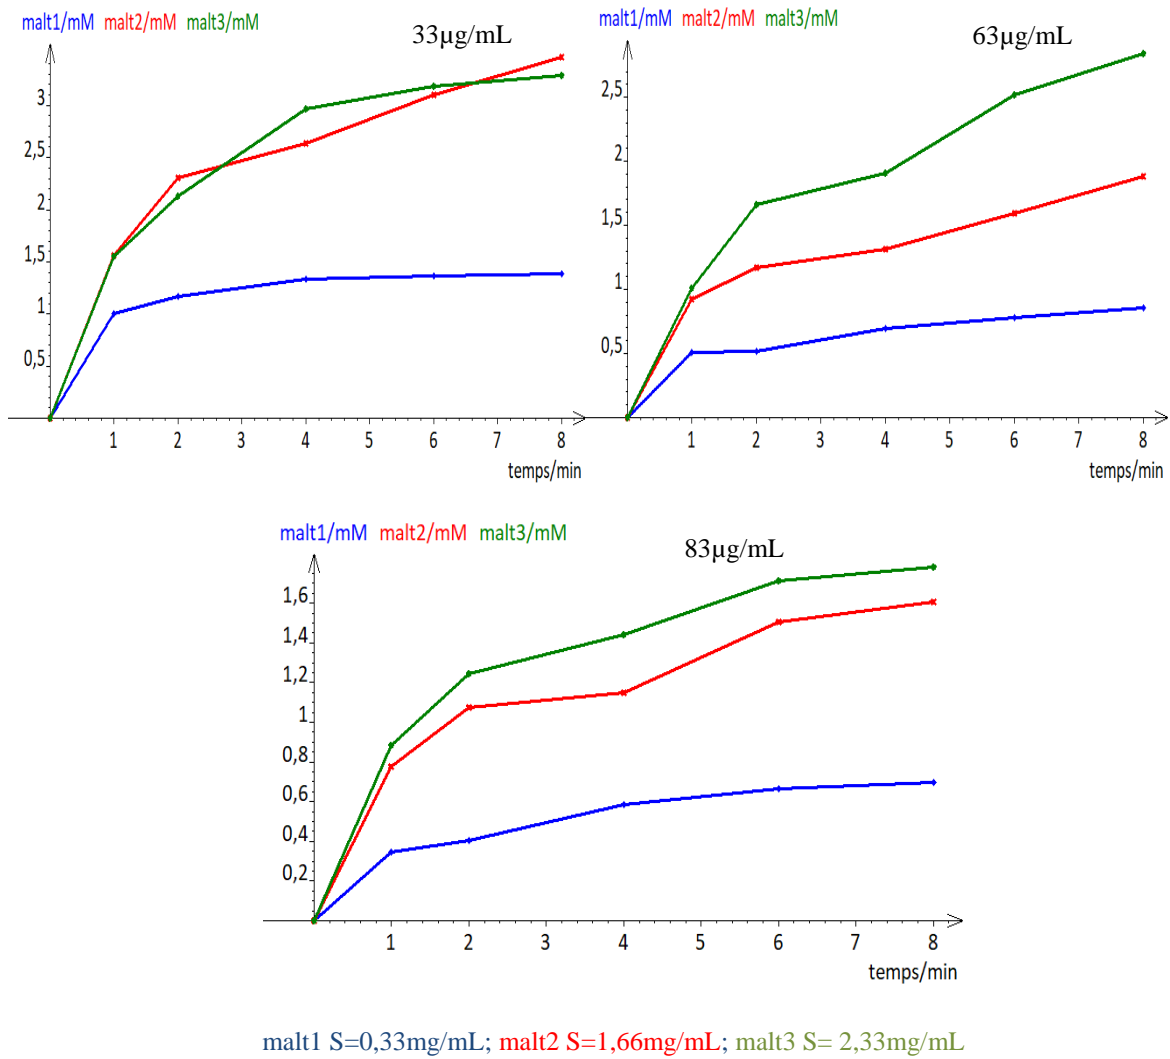 malt1/mM malt2/mM malt3/mM
33µg/mL
3
2,5
2
1,5
1
0,5
1 2 3 4 5 6 7 8
temps/min
malt1/mM malt2/mM malt3/mM
63µg/mL
2,5
2
1,5
1
0,5
1 2 3 4 5 6 7 8
temps/min
malt1/mM malt2/mM malt3/mM
83µg/mL
1,6
1,4
1,2
1
0,8
0,6
0,4
0,2
1 2 3 4 5 6 7 8
temps/min
malt1 S=0,33mg/mL; malt2 S=1,66mg/mL; malt3 S= 2,33mg/mL